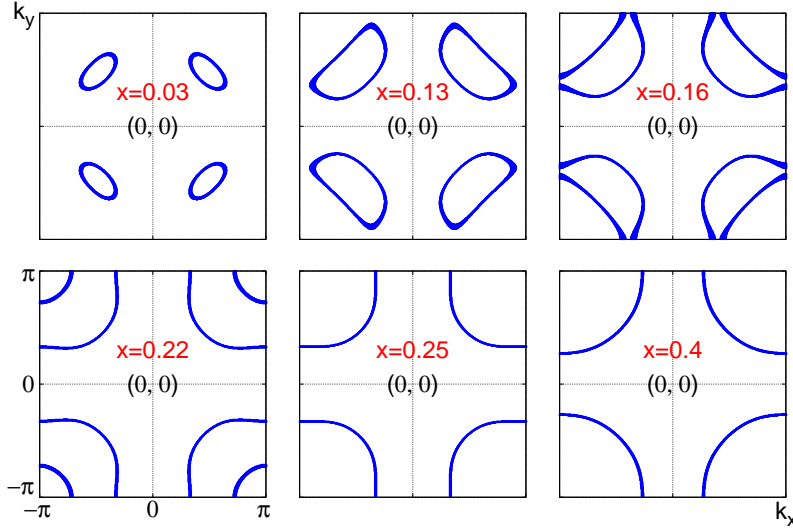 k_y
x=0.03
(0, 0)
x=0.13
(0, 0)
x=0.16
(0, 0)
π
0
−π
x=0.22
(0, 0)
x=0.25
(0, 0)
x=0.4
(0, 0)
−π 0 π
k_x